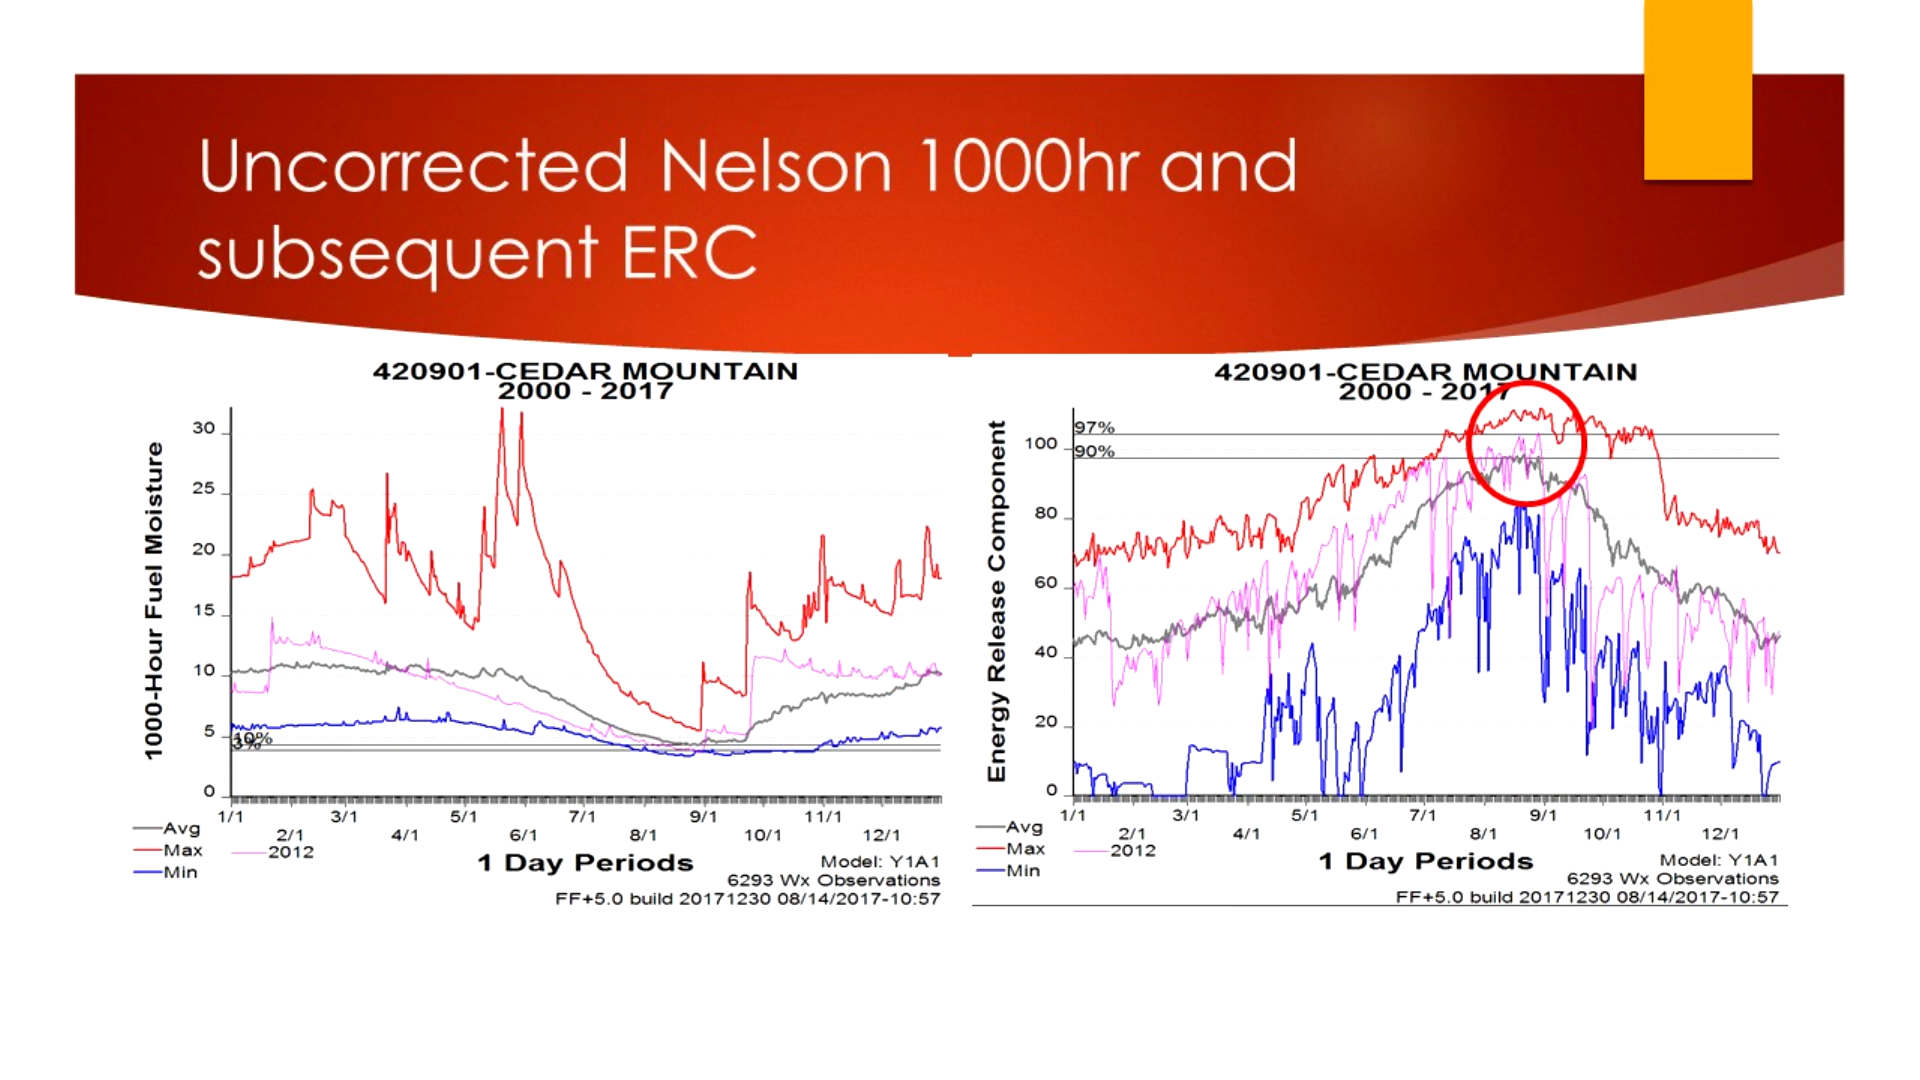 Uncorrected Nelson 1000hr and
subsequent ERC
420901-CEDAR MOUNTAIN
2000 - 2017
1000-Hour Fuel Moisture
30
25
20
15
10
5
0
10%
3%
1/1 3/1 5/1 7/1 9/1 11/1
2/1 4/1 6/1 8/1 10/1 12/1
Avg
Max
Min
2012
1 Day Periods
Model: Y1A1
6293 Wx Observations
FF+5.0 build 20171230 08/14/2017-10:57
420901-CEDAR MOUNTAIN
2000 - 2017
Energy Release Component
97%
90%
100
80
60
40
20
0
1/1 3/1 5/1 7/1 9/1 11/1
2/1 4/1 6/1 8/1 10/1 12/1
Avg
Max
Min
2012
1 Day Periods
Model: Y1A1
6293 Wx Observations
FF+5.0 build 20171230 08/14/2017-10:57